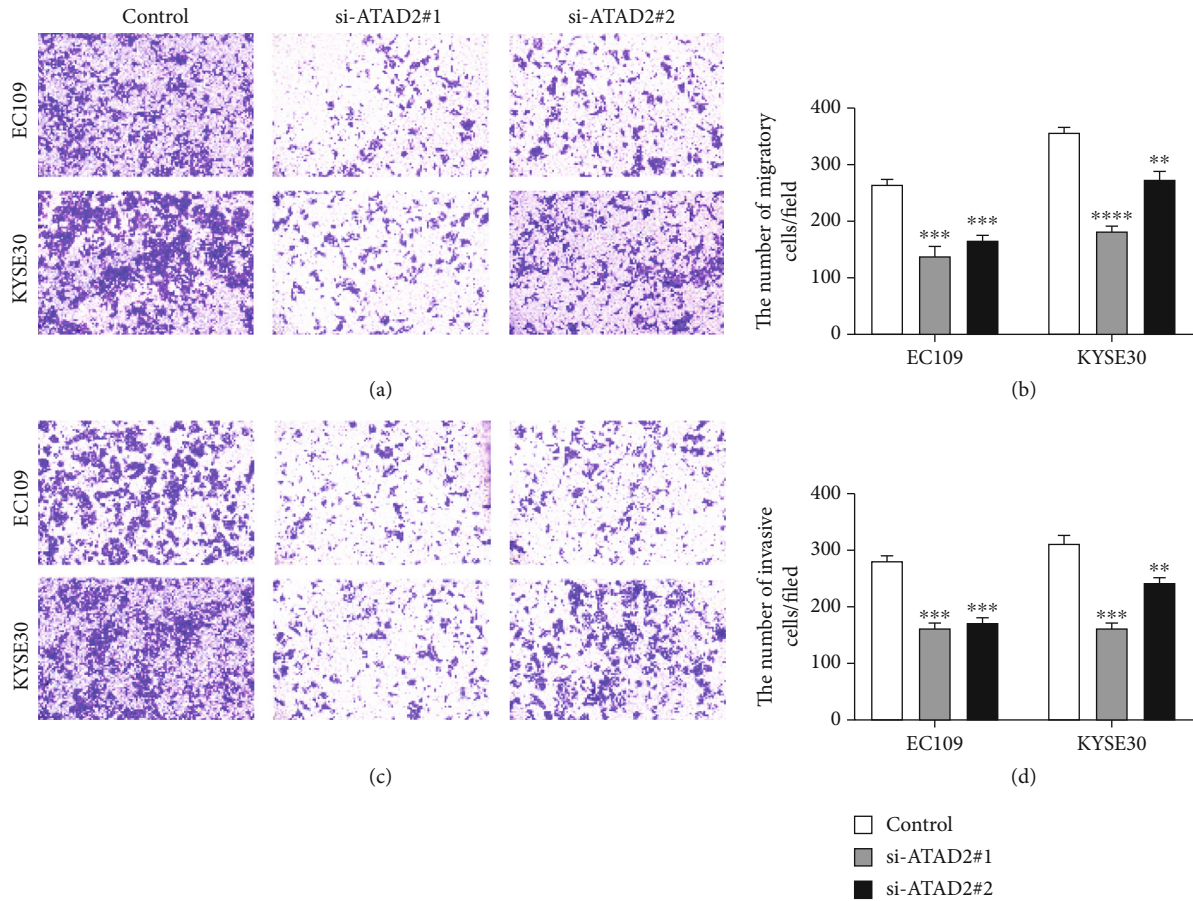 Control
si-ATAD2#1
si-ATAD2#2
EC109
KYSE30
(a)
The number of migratory
cells/field
400
300
200
100
0
***
***
****
**
EC109
KYSE30
(b)
EC109
KYSE30
(c)
The number of invasive
cells/filed
400
300
200
100
0
***
***
***
**
EC109
KYSE30
(d)
Control
si-ATAD2#1
si-ATAD2#2